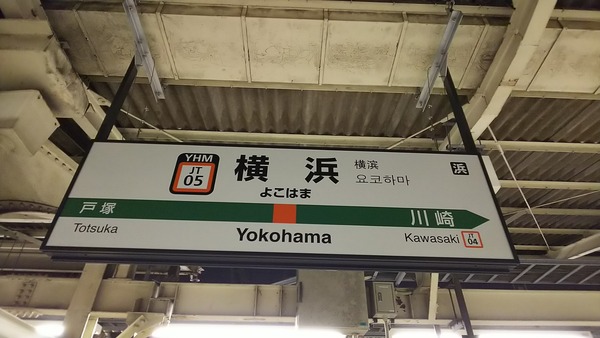 YHM
JT
05
横浜
横滨
요코하마
浜
よこはま
戸塚
川崎
Totsuka
Yokohama
Kawasaki
JT
04